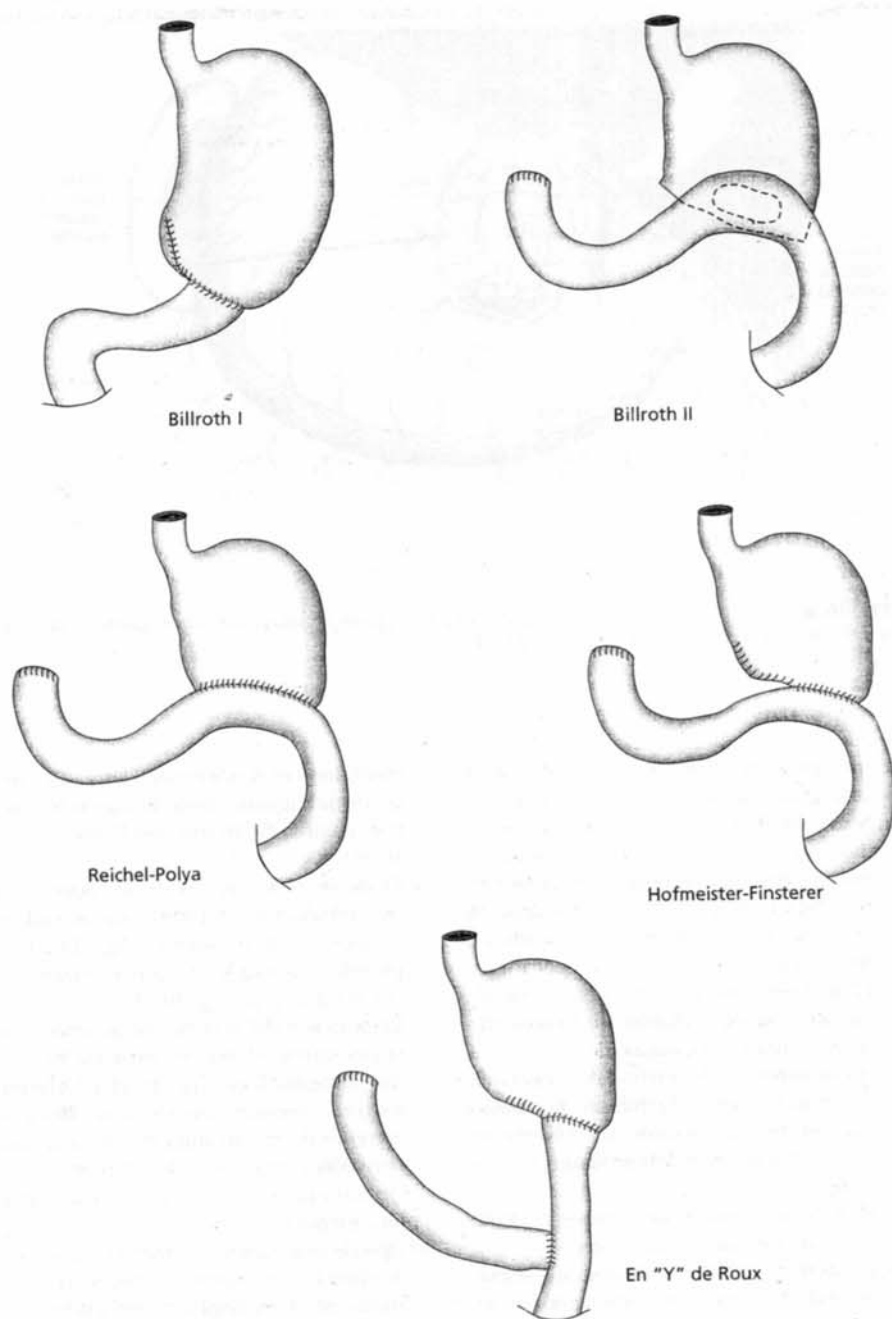 Billroth I
Billroth II
Reichel-Polya
Hofmeister-Finsterer
En "Y" de Roux